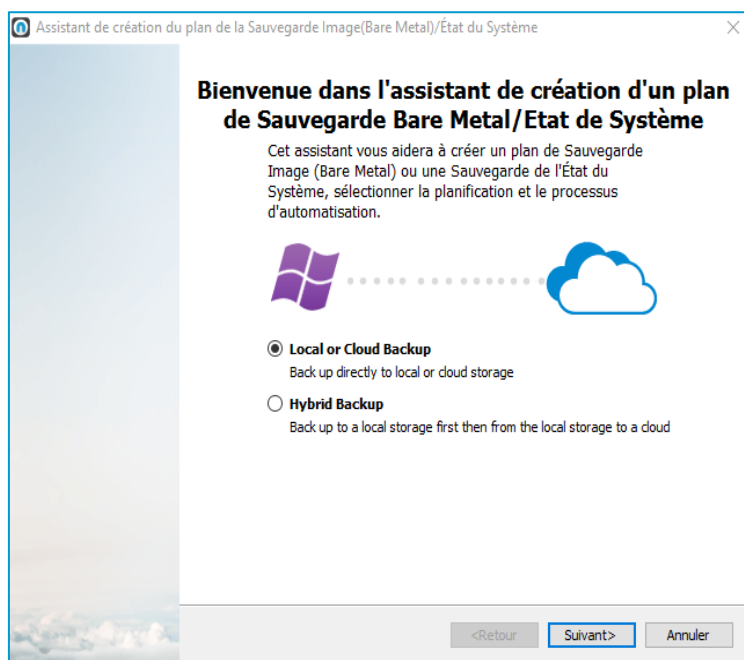 Assistant de création du plan de la Sauvegarde Image(Bare Metal)/État du Système
Bienvenue dans l'assistant de création d'un plan
de Sauvegarde Bare Metal/Etat de Système
Cet assistant vous aidera à créer un plan de Sauvegarde
Image (Bare Metal) ou une Sauvegarde de l'État du
Système, sélectionner la planification et le processus
d'automatisation.
Local or Cloud Backup
Back up directly to local or cloud storage
Hybrid Backup
Back up to a local storage first then from the local storage to a cloud
<Retour
Suivant>
Annuler